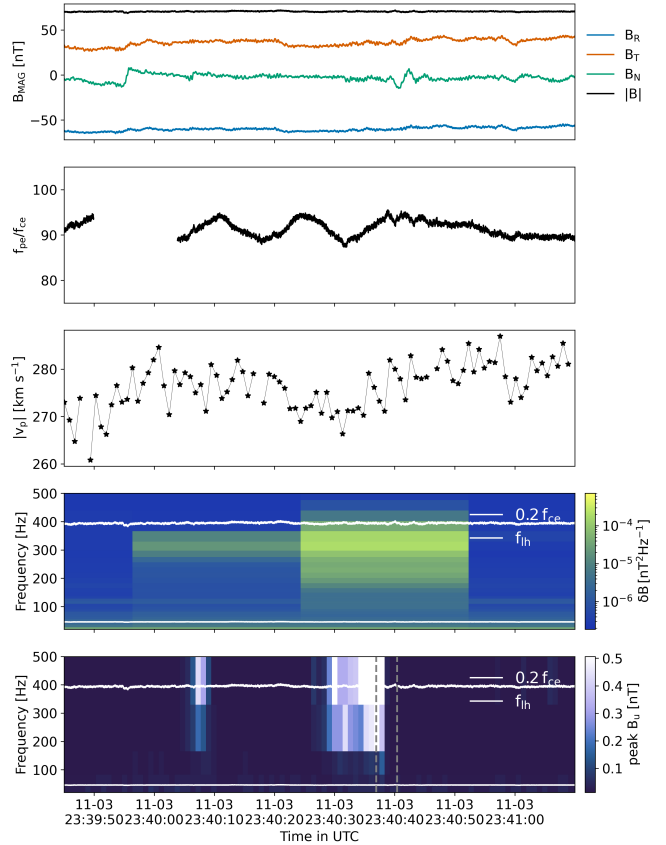 50
0
−50
B_MAG [nT]
B_R
B_T
B_N
|B|
100
90
80
f_pe/f_ce
280
270
260
|v_p| [km s⁻¹]
500
400
300
200
100
Frequency [Hz]
0.2 f_ce
f_lh
10⁻⁴
10⁻⁵
10⁻⁶
δB [nT²Hz⁻¹]
500
400
300
200
100
Frequency [Hz]
0.2 f_ce
f_lh
0.5
0.4
0.3
0.2
0.1
peak B_u [nT]
11-03 11-03 11-03 11-03 11-03 11-03 11-03 11-03
23:39:50 23:40:00 23:40:10 23:40:20 23:40:30 23:40:40 23:40:50 23:41:00
Time in UTC